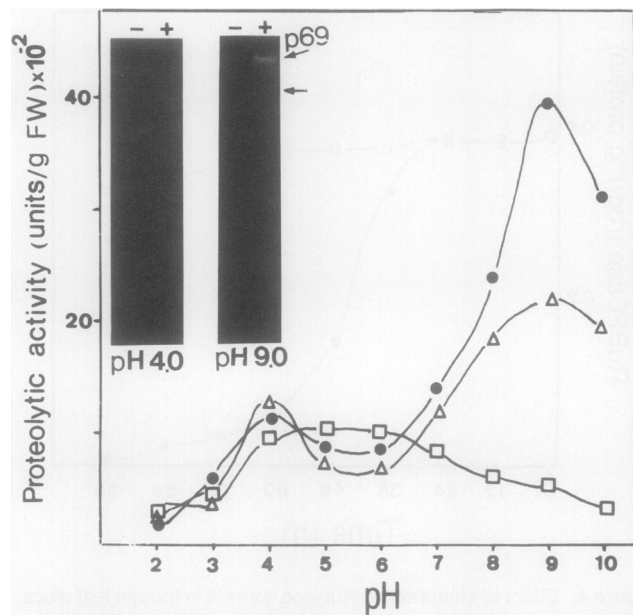 − + − + p69
40
20
pH 4.0 pH 9.0
Proteolytic activity (units/g FW)x10-2
2 3 4 5 6 7 8 9 10
pH